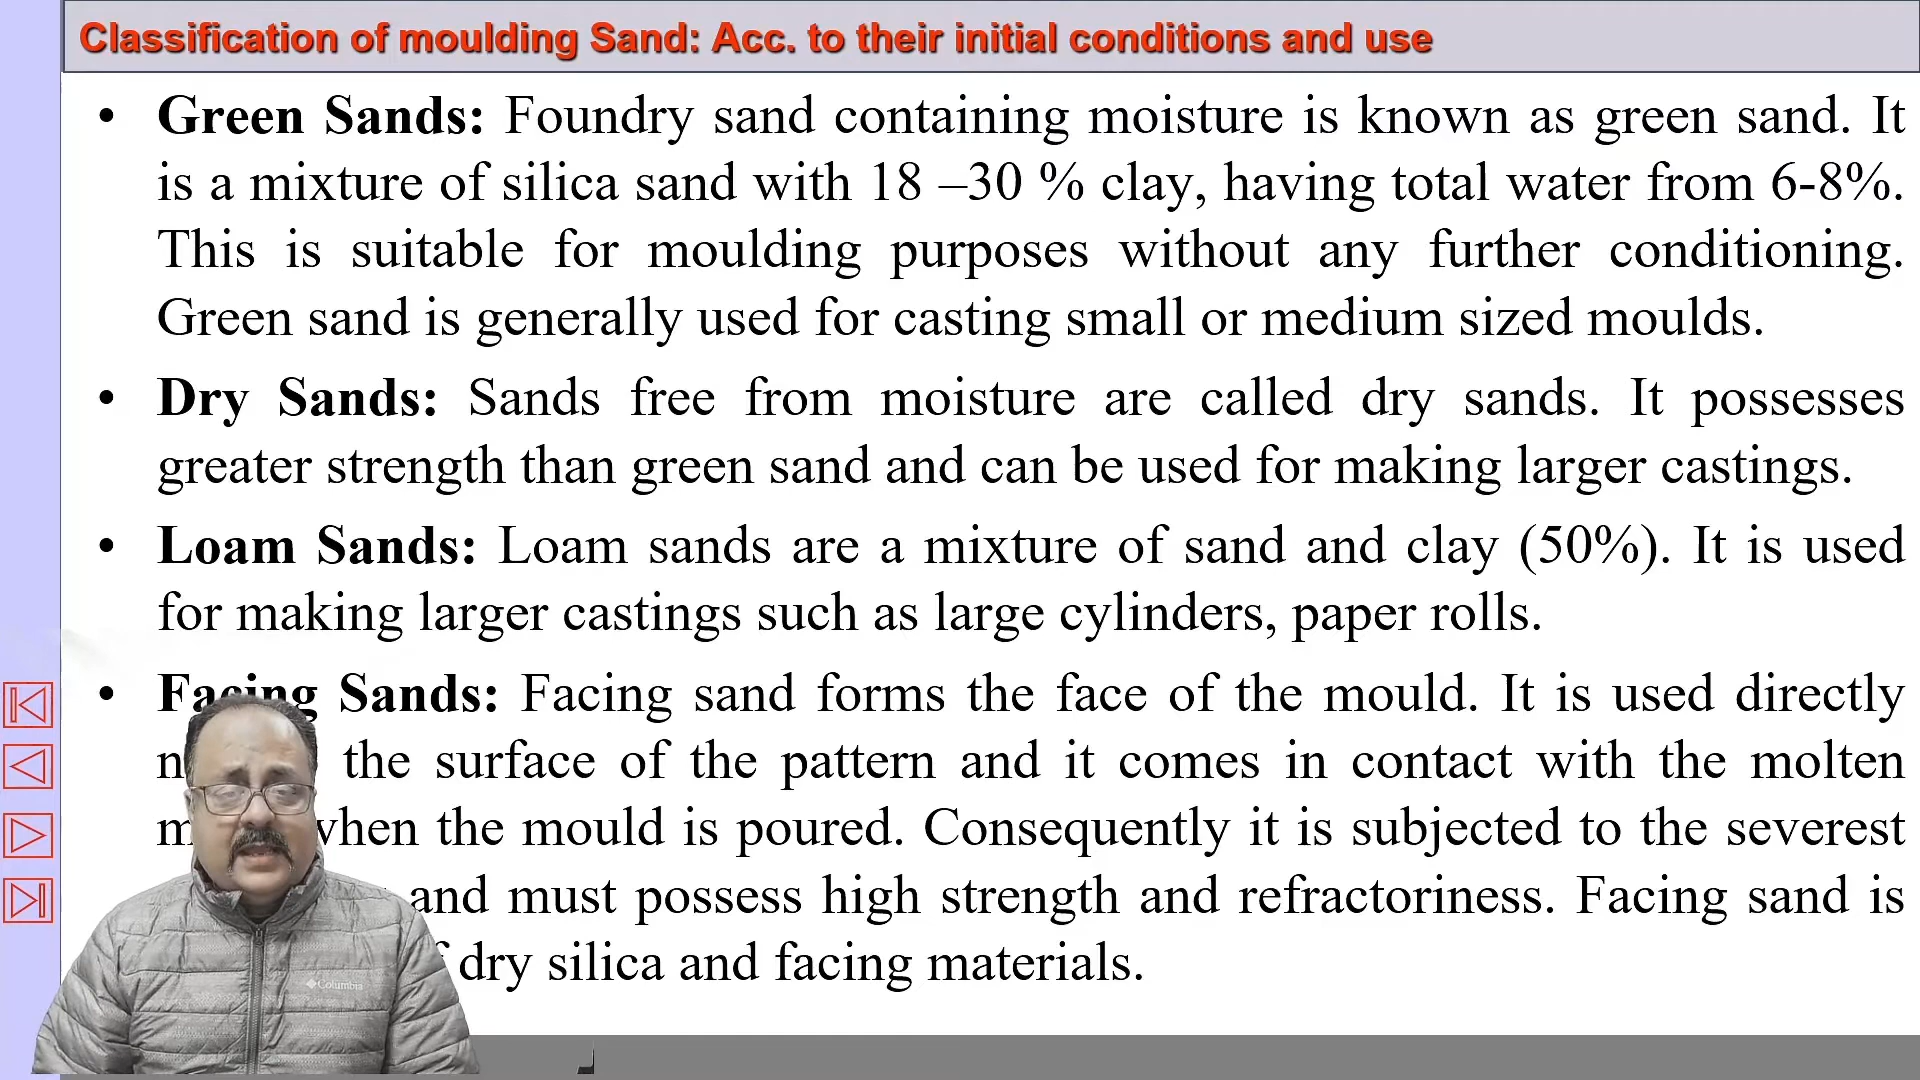 Classification of moulding Sand: Acc. to their initial conditions and use
• Green Sands: Foundry sand containing moisture is known as green sand. It
is a mixture of silica sand with 18 –30 % clay, having total water from 6-8%.
This is suitable for moulding purposes without any further conditioning.
Green sand is generally used for casting small or medium sized moulds.
• Dry Sands: Sands free from moisture are called dry sands. It possesses
greater strength than green sand and can be used for making larger castings.
• Loam Sands: Loam sands are a mixture of sand and clay (50%). It is used
for making larger castings such as large cylinders, paper rolls.
• Facing Sands: Facing sand forms the face of the mould. It is used directly
the surface of the pattern and it comes in contact with the molten
when the mould is poured. Consequently it is subjected to the severest
and must possess high strength and refractoriness. Facing sand is
dry silica and facing materials.
Columbia